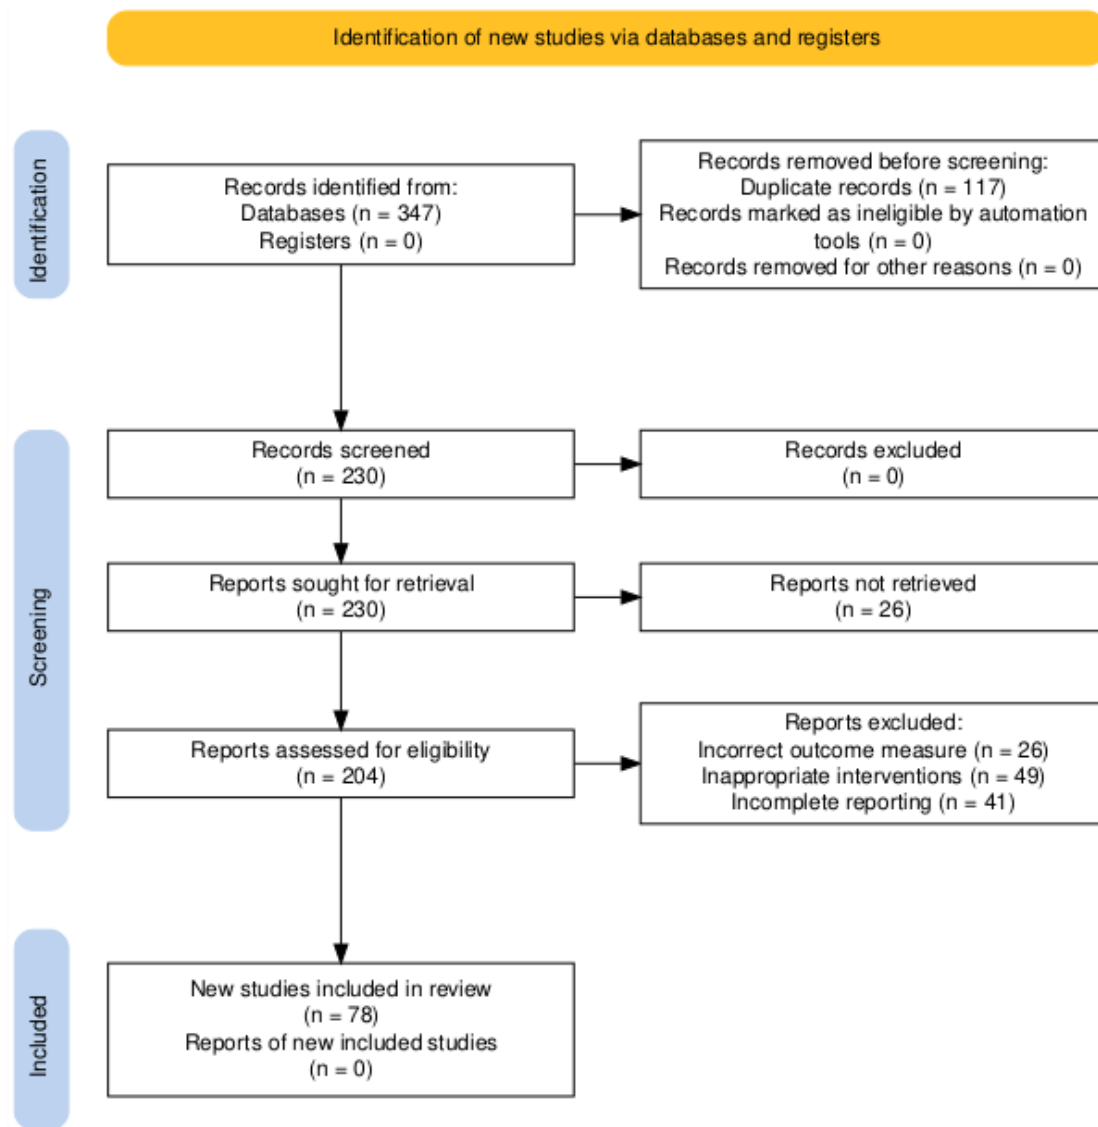 Identification of new studies via databases and registers
Identification
Records identified from:
Databases (n = 347)
Registers (n = 0)
Records removed before screening:
Duplicate records (n = 117)
Records marked as ineligible by automation
tools (n = 0)
Records removed for other reasons (n = 0)
Screening
Records screened
(n = 230)
Records excluded
(n = 0)
Reports sought for retrieval
(n = 230)
Reports not retrieved
(n = 26)
Reports assessed for eligibility
(n = 204)
Reports excluded:
Incorrect outcome measure (n = 26)
Inappropriate interventions (n = 49)
Incomplete reporting (n = 41)
Included
New studies included in review
(n = 78)
Reports of new included studies
(n = 0)